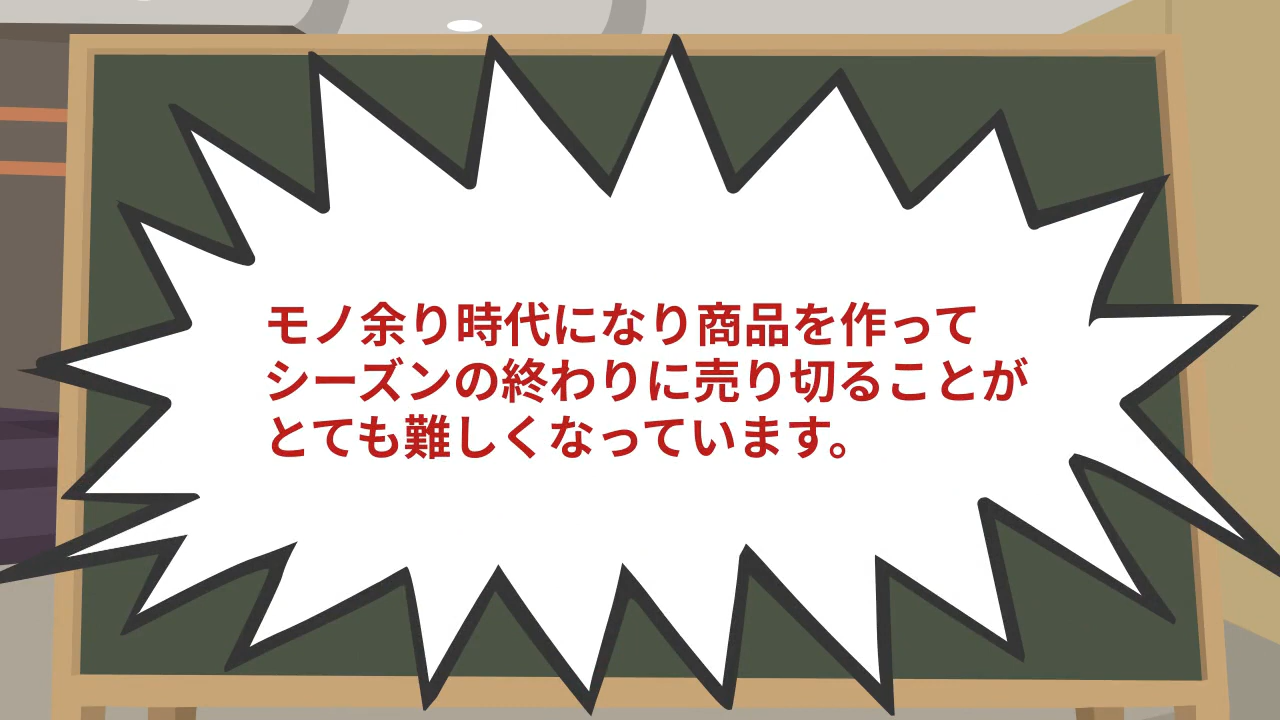 モノ余り時代になり商品を作って
シーズンの終わりに売り切ることが
とても難しくなっています。